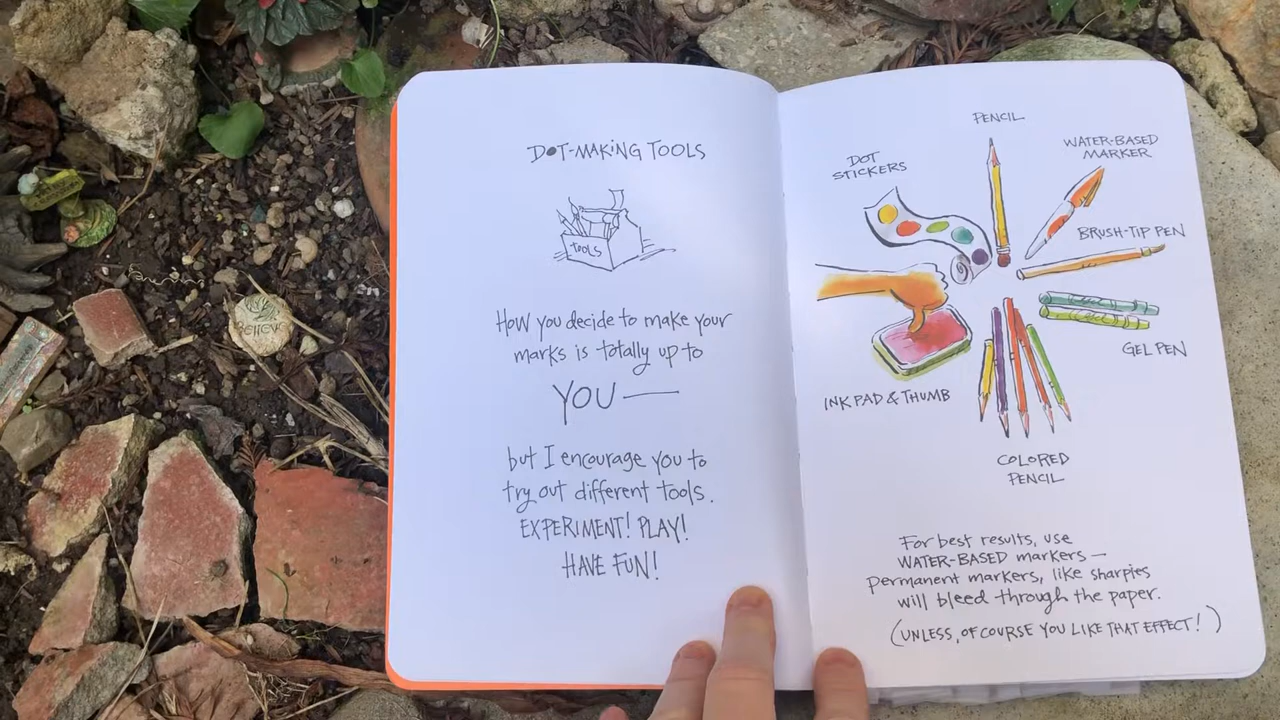 DOT-MAKING TOOLS
TOOLS
How you decide to make your
marks is totally up to
YOU—
but I encourage you to
try out different tools.
EXPERIMENT! PLAY!
HAVE FUN!
PENCIL
DOT
STICKERS
WATER-BASED
MARKER
BRUSH-TIP PEN
GEL PEN
INK PAD & THUMB
COLORED
PENCIL
For best results, use
WATER-BASED markers—
permanent markers, like sharpies
will bleed through the paper.
(UNLESS, OF COURSE YOU LIKE THAT EFFECT!)
BELIEVE